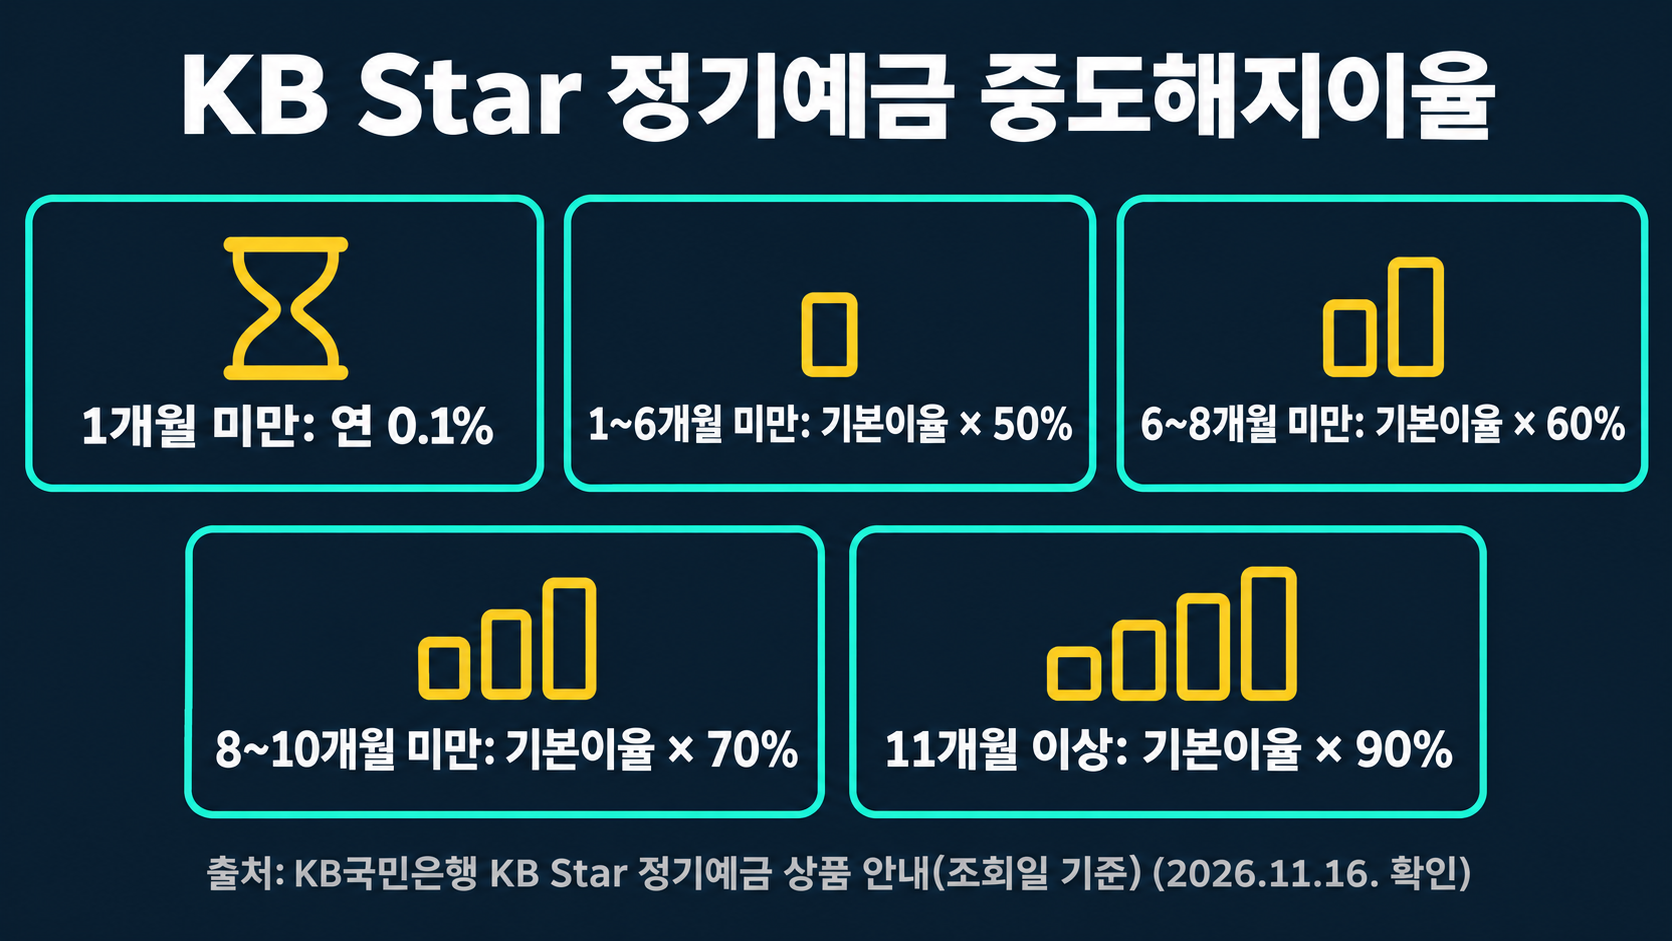 KB Star 정기예금 중도해지이율
1개월 미만: 연 0.1%
1~6개월 미만: 기본이율 × 50%
6~8개월 미만: 기본이율 × 60%
8~10개월 미만: 기본이율 × 70%
11개월 이상: 기본이율 × 90%
출처: KB국민은행 KB Star 정기예금 상품 안내(조회일 기준) (2026.11.16. 확인)